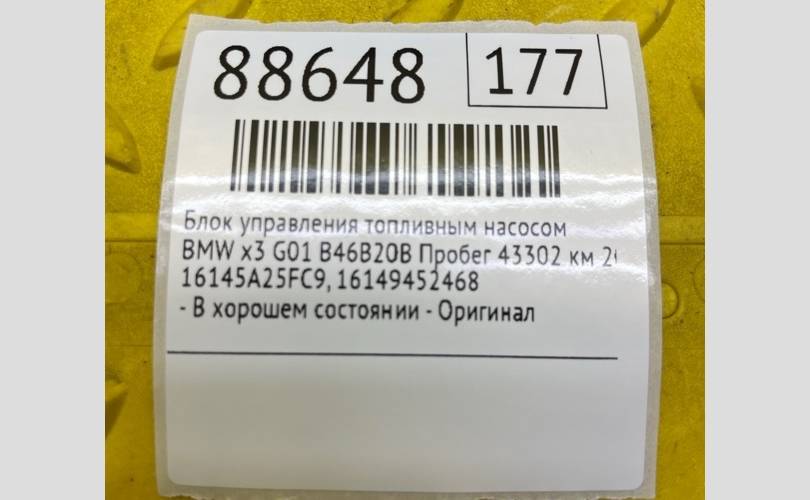 88648
177
Блок управления топливным насосом
BMW x3 G01 B46B20B Пробег 43302 км
16145A25FC9, 16149452468
- В хорошем состоянии - Оригинал